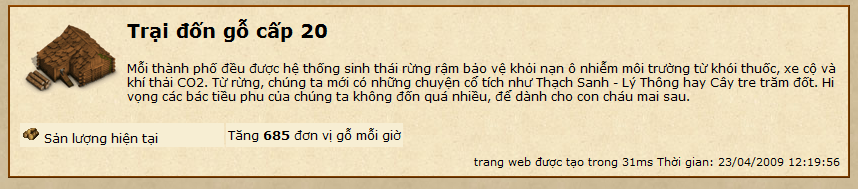 Trại đốn gỗ cấp 20
Mỗi thành phố đều được hệ thống sinh thái rừng rậm bảo vệ khỏi nạn ô nhiễm môi trường từ khói thuốc, xe cộ và
khí thải CO2. Từ rừng, chúng ta mới có những chuyện cổ tích như Thạch Sanh - Lý Thông hay Cây tre trăm đốt. Hi
vọng các bác tiều phu của chúng ta không đốn quá nhiều, để dành cho con cháu mai sau.
Sản lượng hiện tại Tăng 685 đơn vị gỗ mỗi giờ
trang web được tạo trong 31ms Thời gian: 23/04/2009 12:19:56